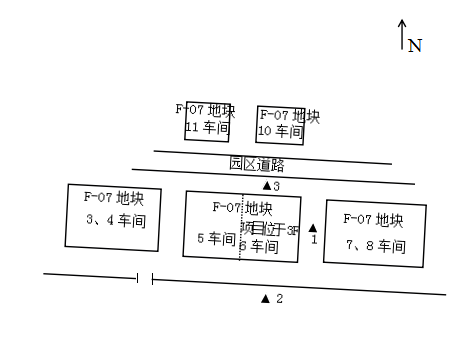 N
F-07 地块
11 车间
F-07 地块
10 车间
园区道路
▲3
F-07 地块
3、4 车间
F-07 地块
项目位于3F
5 车间
6 车间
▲
1
F-07 地块
7、8 车间
▲ 2